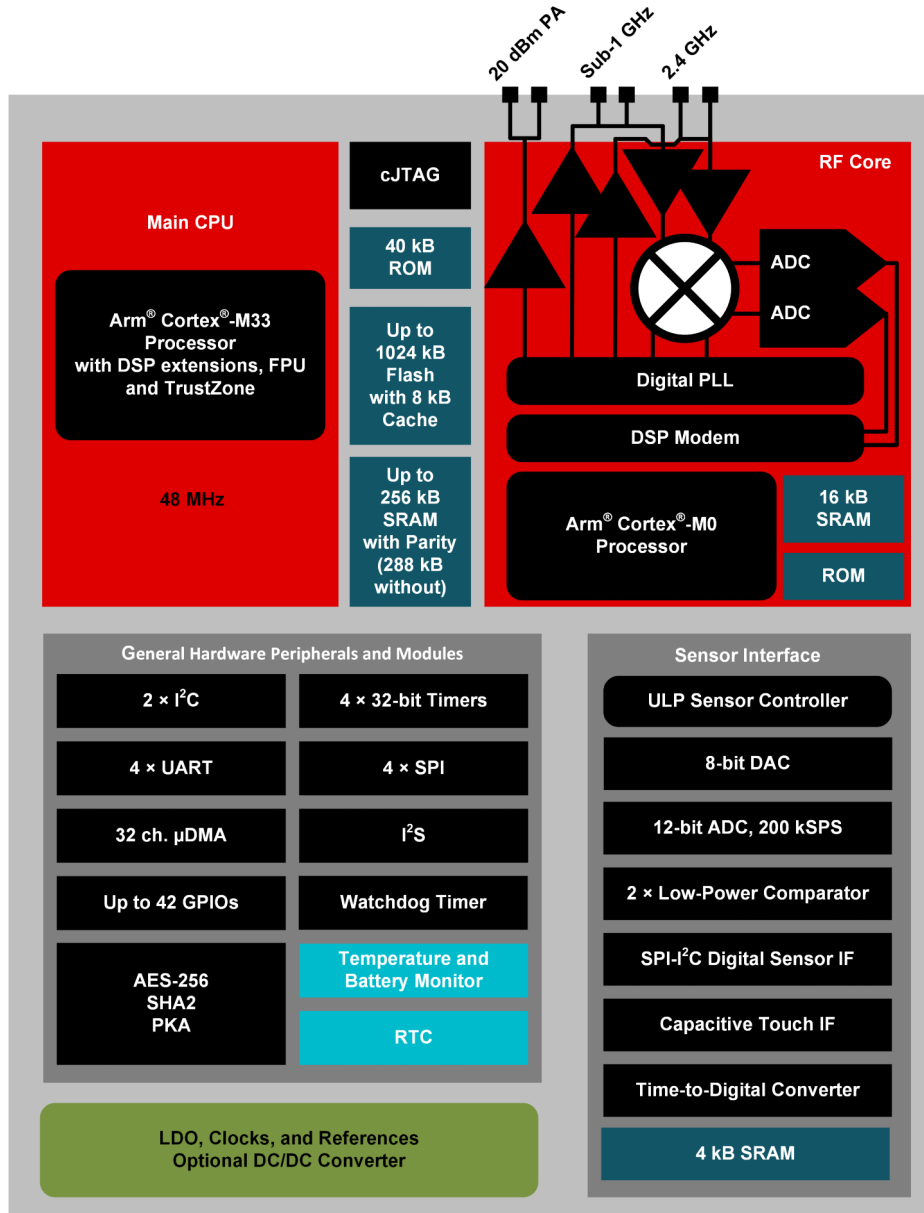 20 dBm PA
Sub-1 GHz
2.4 GHz
Main CPU
Arm® Cortex®-M33
Processor
with DSP extensions, FPU
and TrustZone
48 MHz
cJTAG
40 kB
ROM
Up to
1024 kB
Flash
with 8 kB
Cache
Up to
256 kB
SRAM
with Parity
(288 kB
without)
RF Core
ADC
ADC
Digital PLL
DSP Modem
Arm® Cortex®-M0
Processor
16 kB
SRAM
ROM
General Hardware Peripherals and Modules
2 × I²C
4 × 32-bit Timers
4 × UART
4 × SPI
32 ch. µDMA
I²S
Up to 42 GPIOs
Watchdog Timer
AES-256
SHA2
PKA
Temperature and
Battery Monitor
RTC
LDO, Clocks, and References
Optional DC/DC Converter
Sensor Interface
ULP Sensor Controller
8-bit DAC
12-bit ADC, 200 kSPS
2 × Low-Power Comparator
SPI-I²C Digital Sensor IF
Capacitive Touch IF
Time-to-Digital Converter
4 kB SRAM